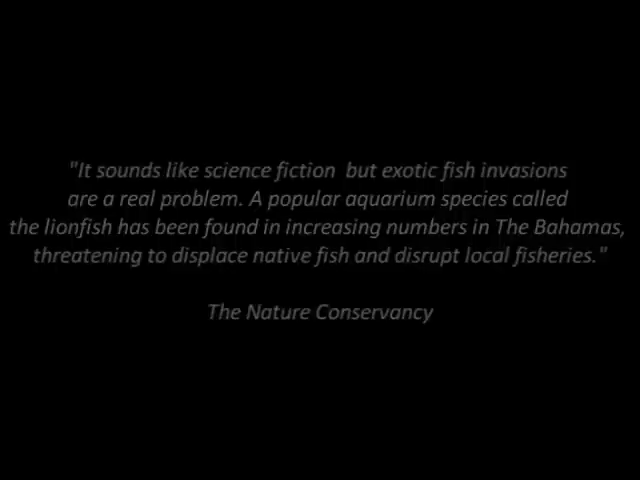 "It sounds like science fiction  but exotic fish invasions
are a real problem. A popular aquarium species called
the lionfish has been found in increasing numbers in The Bahamas,
threatening to displace native fish and disrupt local fisheries."
The Nature Conservancy